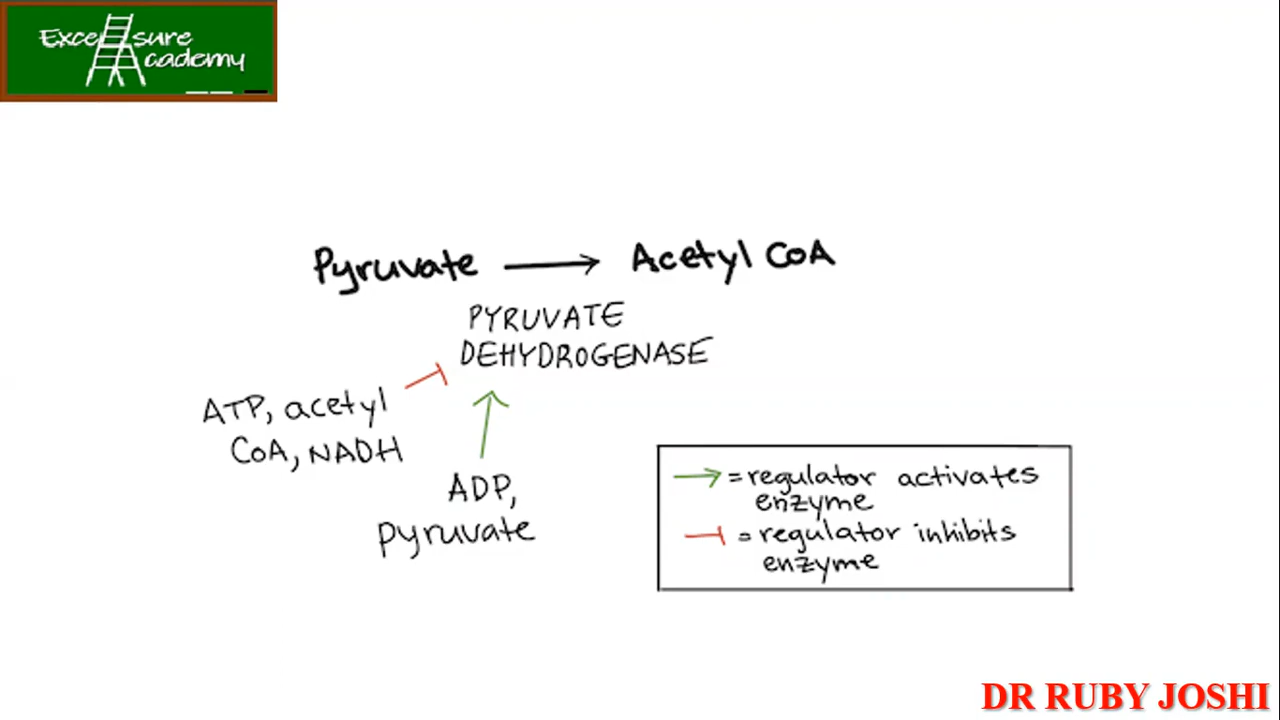 Excel sure
Academy
Pyruvate → Acetyl CoA
PYRUVATE
DEHYDROGENASE
ATP, acetyl
CoA, NADH
ADP,
pyruvate
→ = regulator activates
enzyme
⊣ = regulator inhibits
enzyme
DR RUBY JOSHI